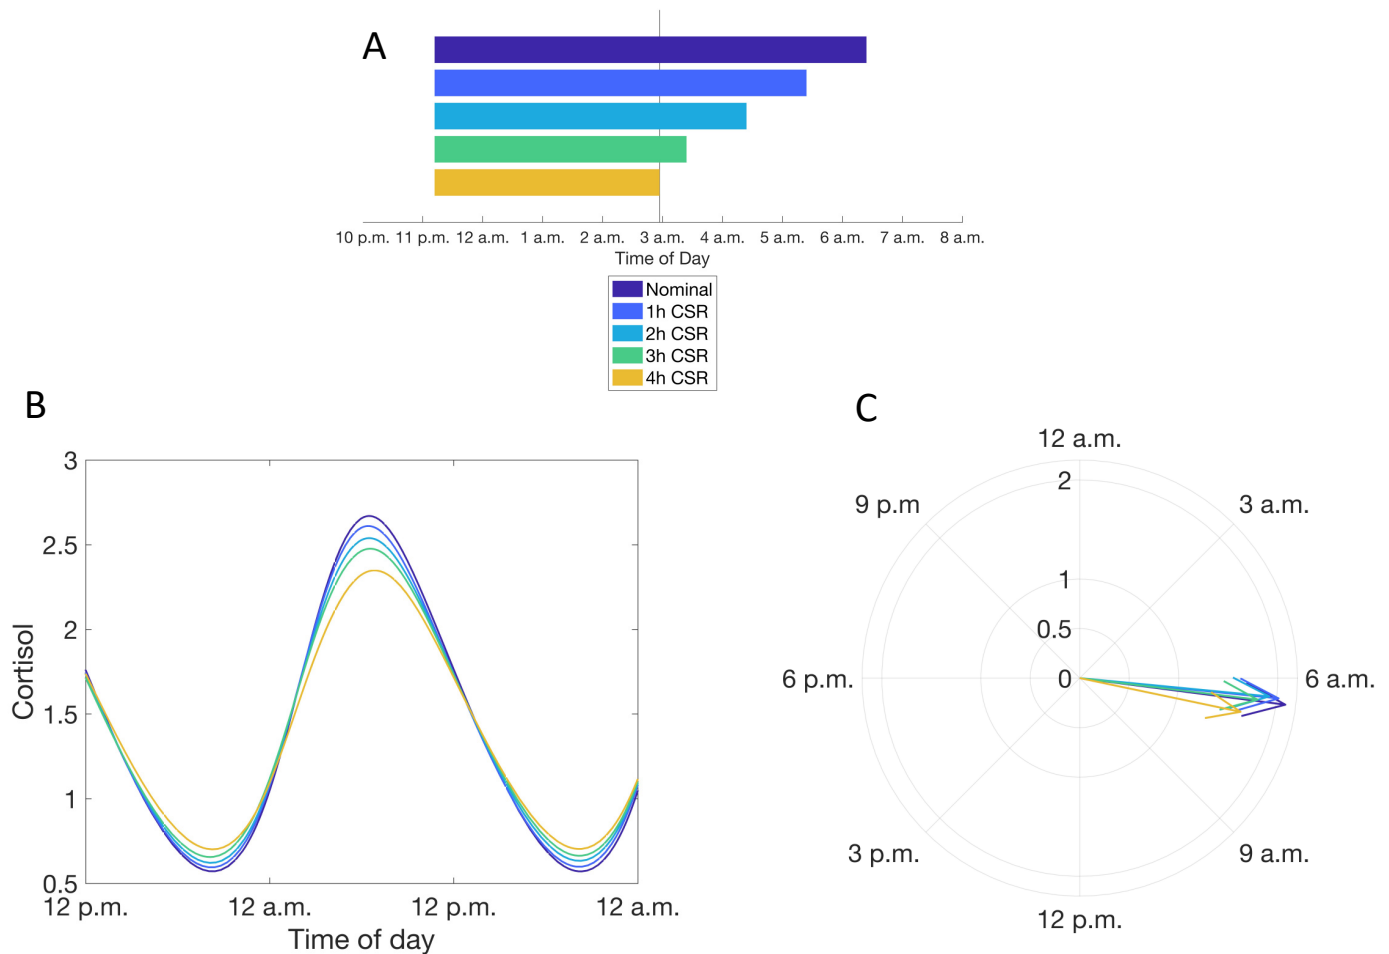 A
10 p.m. 11 p.m. 12 a.m. 1 a.m. 2 a.m. 3 a.m. 4 a.m. 5 a.m. 6 a.m. 7 a.m. 8 a.m.
Time of Day
Nominal
1h CSR
2h CSR
3h CSR
4h CSR
B
3
2.5
2
1.5
1
0.5
Cortisol
12 p.m. 12 a.m. 12 p.m. 12 a.m.
Time of day
C
12 a.m.
2
9 p.m 3 a.m.
1
0.5
6 p.m. 0 6 a.m.
3 p.m. 9 a.m.
12 p.m.